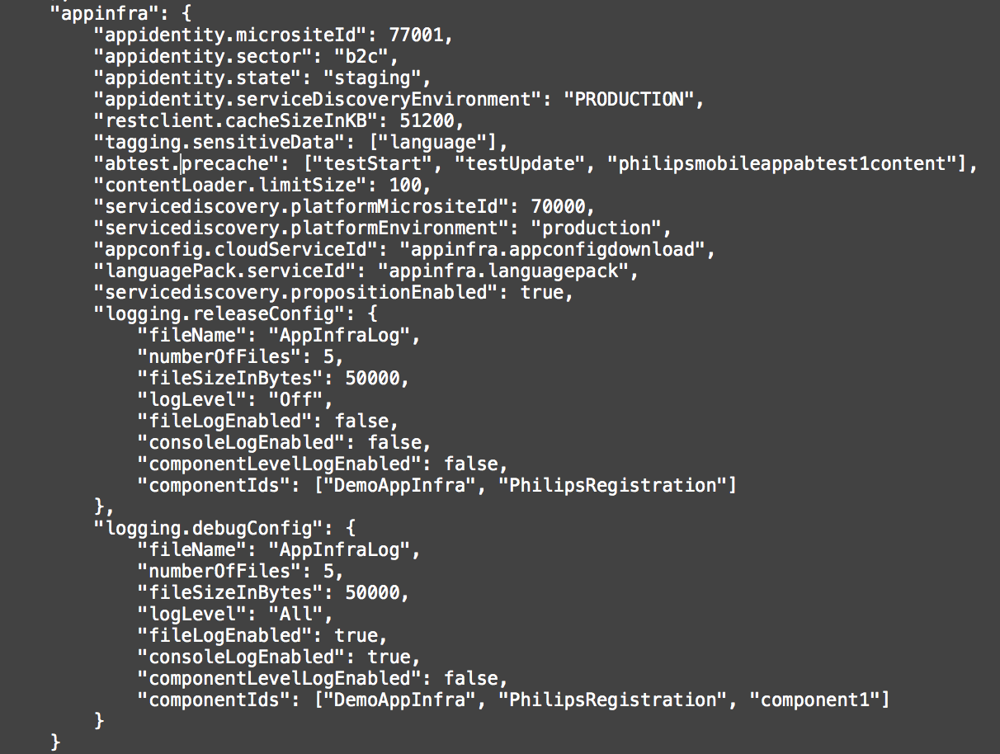 "appinfra": {
"appidentity.micrositeId": 77001,
"appidentity.sector": "b2c",
"appidentity.state": "staging",
"appidentity.serviceDiscoveryEnvironment": "PRODUCTION",
"restclient.cacheSizeInKB": 51200,
"tagging.sensitiveData": ["language"],
"abtest.precache": ["testStart", "testUpdate", "philipsmobileappabtest1content"],
"contentLoader.limitSize": 100,
"servicediscovery.platformMicrositeId": 70000,
"servicediscovery.platformEnvironment": "production",
"appconfig.cloudServiceId": "appinfra.appconfigdownload",
"languagePack.serviceId": "appinfra.languagepack",
"servicediscovery.propositionEnabled": true,
"logging.releaseConfig": {
"fileName": "AppInfraLog",
"numberOfFiles": 5,
"fileSizeInBytes": 50000,
"logLevel": "Off",
"fileLogEnabled": false,
"consoleLogEnabled": false,
"componentLevelLogEnabled": false,
"componentIds": ["DemoAppInfra", "PhilipsRegistration"]
},
"logging.debugConfig": {
"fileName": "AppInfraLog",
"numberOfFiles": 5,
"fileSizeInBytes": 50000,
"logLevel": "All",
"fileLogEnabled": true,
"consoleLogEnabled": true,
"componentLevelLogEnabled": false,
"componentIds": ["DemoAppInfra", "PhilipsRegistration", "component1"]
}
}